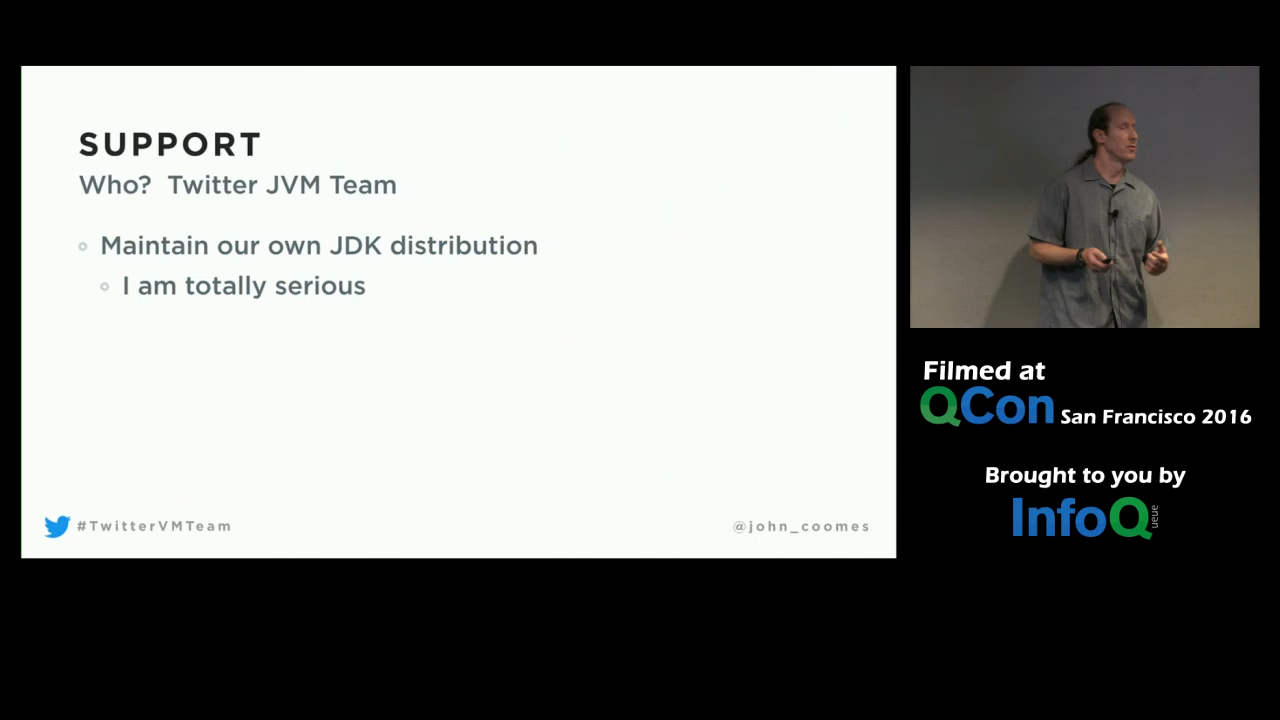 SUPPORT
Who? Twitter JVM Team
Maintain our own JDK distribution
I am totally serious
#TwitterVMTeam
@john_coomes
Filmed at
QCon San Francisco 2016
Brought to you by
InfoQueue